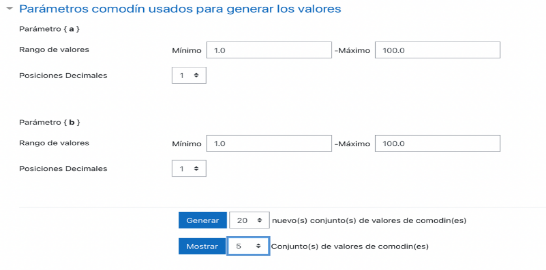 Parámetros comodín usados para generar los valores
Parámetro { a }
Rango de valores Mínimo 1.0 -Máximo 100.0
Posiciones Decimales 1
Parámetro { b }
Rango de valores Mínimo 1.0 -Máximo 100.0
Posiciones Decimales 1
Generar 20 nuevo(s) conjunto(s) de valores de comodin(es)
Mostrar 5 Conjunto(s) de valores de comodin(es)